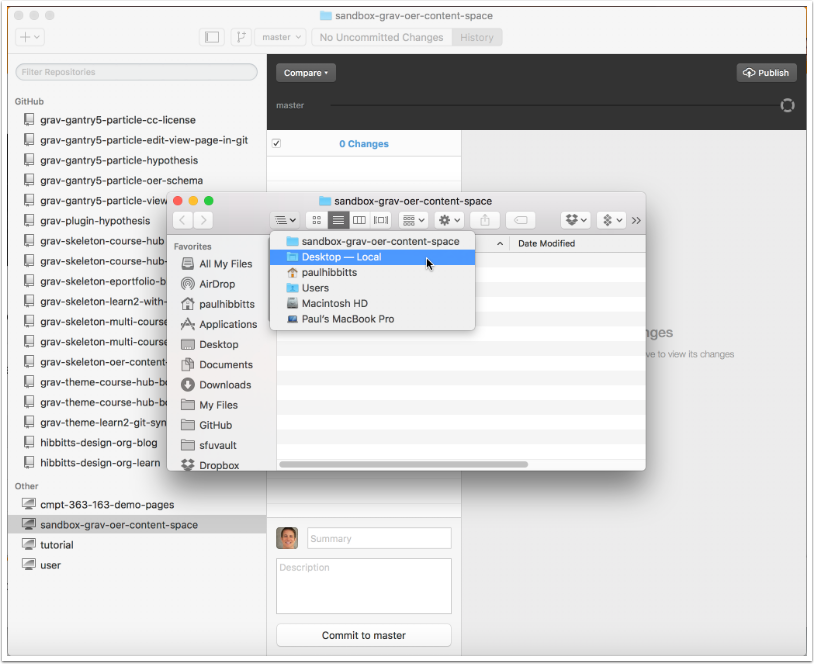 sandbox-grav-oer-content-space
master
No Uncommitted Changes
History
Filter Repositories
Compare
Publish
master
GitHub
grav-gantry5-particle-cc-license
grav-gantry5-particle-edit-view-page-in-git
grav-gantry5-particle-hypothesis
grav-gantry5-particle-oer-schema
grav-gantry5-particle-view
grav-plugin-hypothesis
grav-skeleton-course-hub
grav-skeleton-course-hub
grav-skeleton-eportfolio-b
grav-skeleton-learn2-with-
grav-skeleton-multi-course
grav-skeleton-multi-course
grav-skeleton-oer-content
grav-theme-course-hub-bo
grav-theme-course-hub-bo
grav-theme-learn2-git-syn
hibbitts-design-org-blog
hibbitts-design-org-learn
Other
cmpt-363-163-demo-pages
sandbox-grav-oer-content-space
tutorial
user
0 Changes
sandbox-grav-oer-content-space
Favorites
All My Files
AirDrop
paulhibbitts
Applications
Desktop
Documents
Downloads
My Files
GitHub
sfuvault
Dropbox
sandbox-grav-oer-content-space
Desktop — Local
paulhibbitts
Users
Macintosh HD
Paul's MacBook Pro
Date Modified
nges
ve to view its changes
Summary
Description
Commit to master